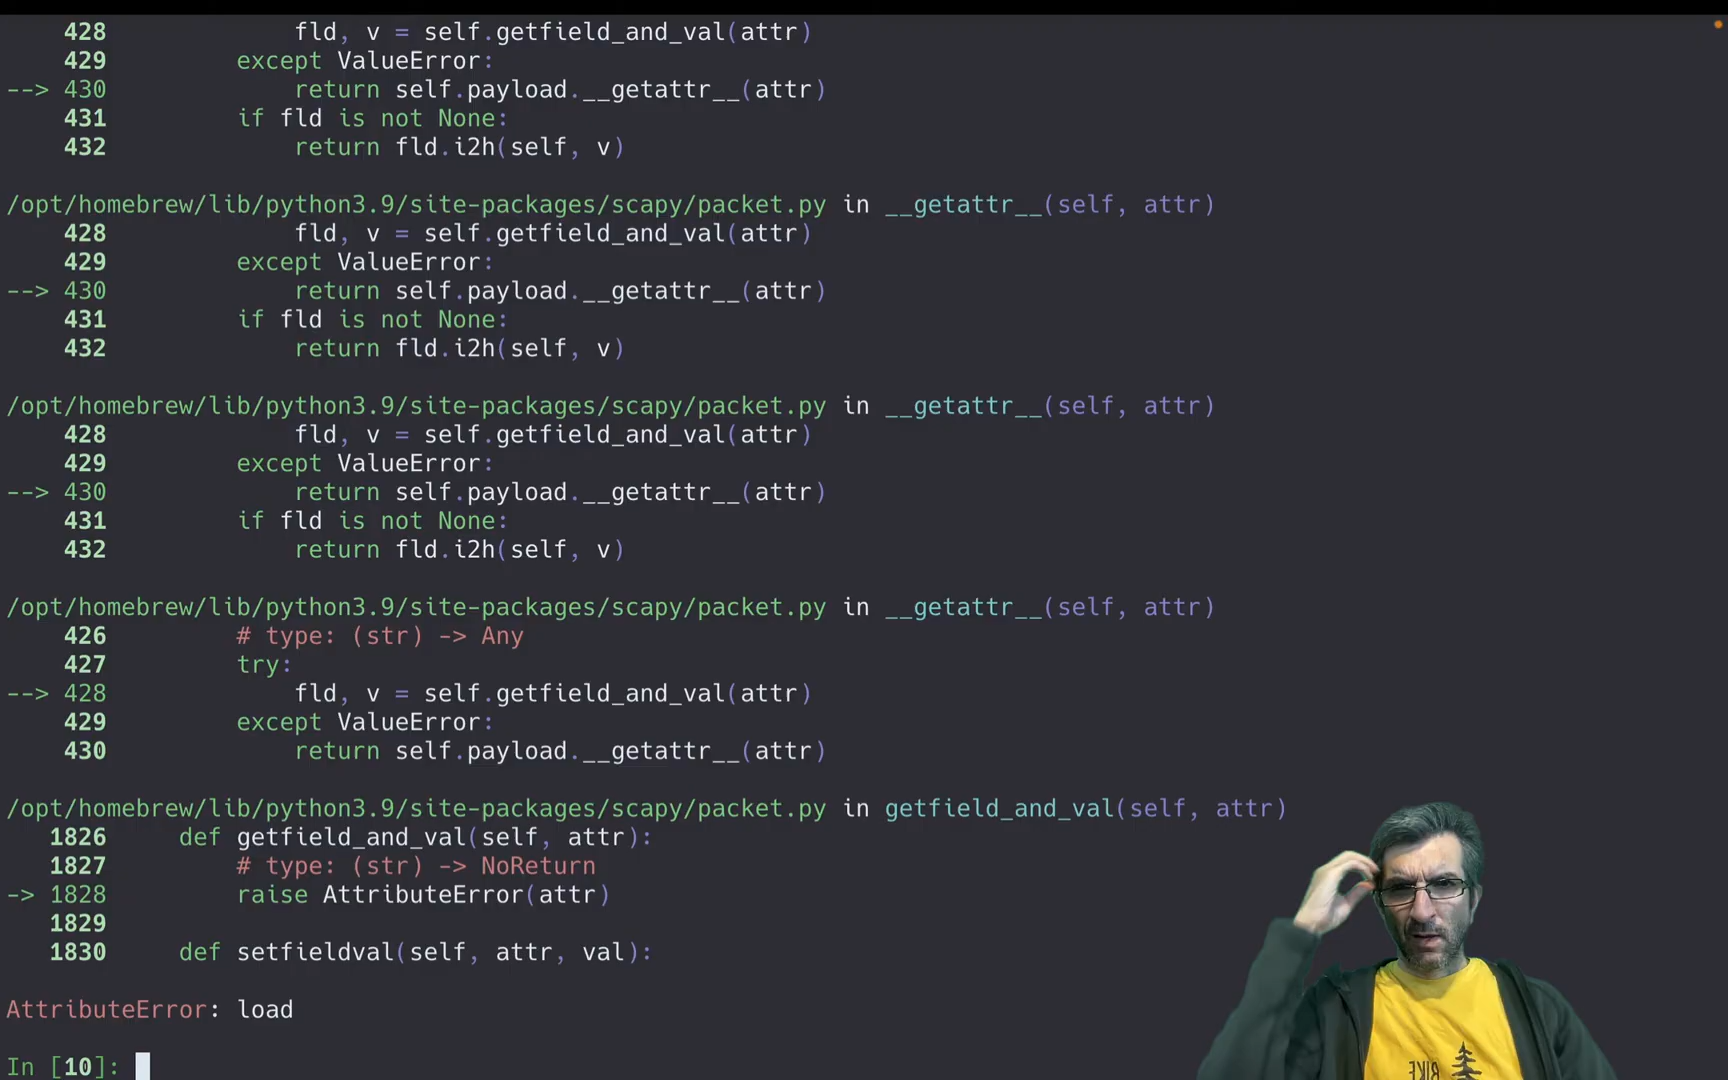 428 fld, v = self.getfield_and_val(attr)
429 except ValueError:
--> 430 return self.payload.__getattr__(attr)
431 if fld is not None:
432 return fld.i2h(self, v)
/opt/homebrew/lib/python3.9/site-packages/scapy/packet.py in __getattr__(self, attr)
428 fld, v = self.getfield_and_val(attr)
429 except ValueError:
--> 430 return self.payload.__getattr__(attr)
431 if fld is not None:
432 return fld.i2h(self, v)
/opt/homebrew/lib/python3.9/site-packages/scapy/packet.py in __getattr__(self, attr)
428 fld, v = self.getfield_and_val(attr)
429 except ValueError:
--> 430 return self.payload.__getattr__(attr)
431 if fld is not None:
432 return fld.i2h(self, v)
/opt/homebrew/lib/python3.9/site-packages/scapy/packet.py in __getattr__(self, attr)
426 # type: (str) -> Any
427 try:
--> 428 fld, v = self.getfield_and_val(attr)
429 except ValueError:
430 return self.payload.__getattr__(attr)
/opt/homebrew/lib/python3.9/site-packages/scapy/packet.py in getfield_and_val(self, attr)
1826 def getfield_and_val(self, attr):
1827 # type: (str) -> NoReturn
-> 1828 raise AttributeError(attr)
1829
1830 def setfieldval(self, attr, val):
AttributeError: load
In [10]:
BIKE